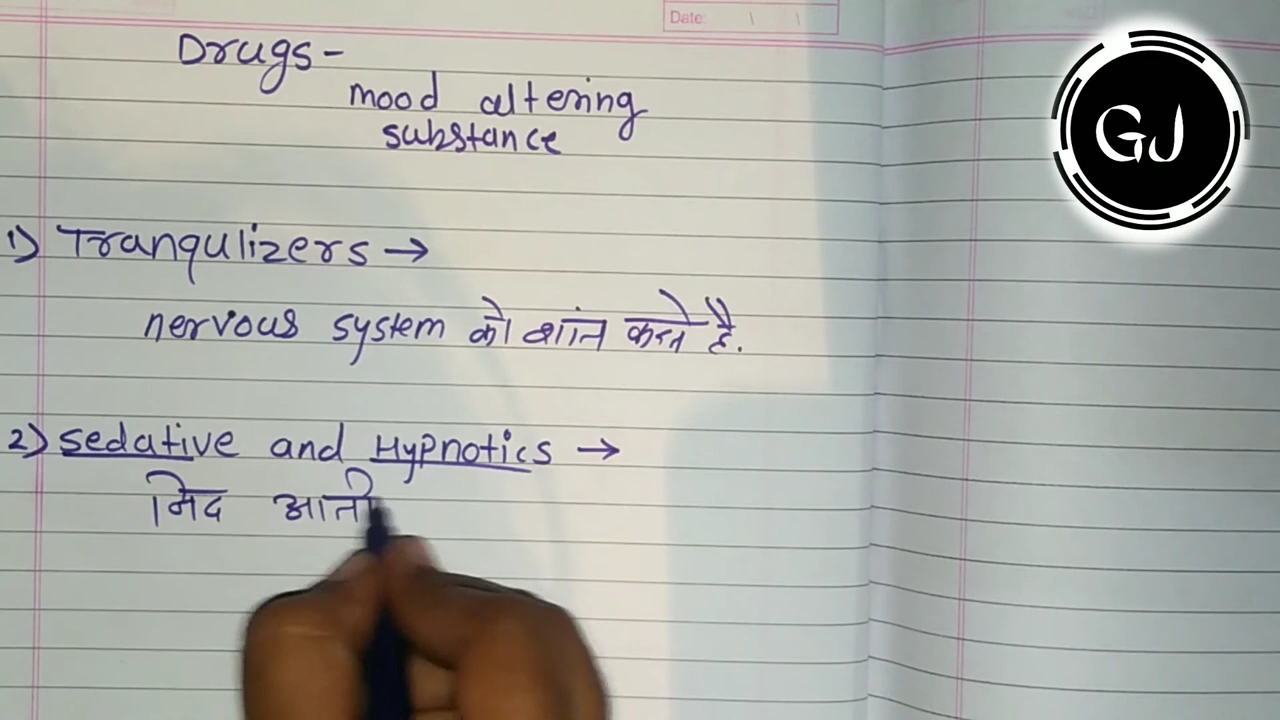 Date: \ \
GJ
Drugs-
mood altering
substance
1) Tranqulizers →
nervous system को शांत करते है.
2) sedative and Hypnotics →
निद आती